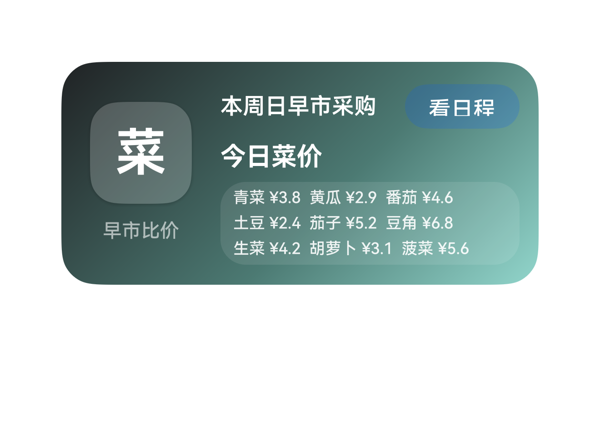 菜
早市比价
本周日早市采购
看日程
今日菜价
青菜 ¥3.8 黄瓜 ¥2.9 番茄 ¥4.6
土豆 ¥2.4 茄子 ¥5.2 豆角 ¥6.8
生菜 ¥4.2 胡萝卜 ¥3.1 菠菜 ¥5.6